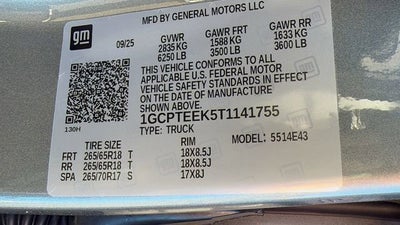 MFD BY GENERAL MOTORS LLC
gm
09/25
GVWR GAWR FRT GAWR RR
2835 KG 1588 KG 1633 KG
6250 LB 3500 LB 3600 LB
THIS VEHICLE CONFORMS TO ALL
APPLICABLE U.S. FEDERAL MOTOR
VEHICLE SAFETY STANDARDS IN EFFECT
ON THE DATE OF MANUFACTURE
SHOWN ABOVE.
130H
1GCPTEEK5T1141755
TYPE: TRUCK MODEL: 5514E43
TIRE SIZE RIM
FRT 265/65R18 T 18X8.5J
RR 265/65R18 T 18X8.5J
SPA 265/70R17 S 17X8J